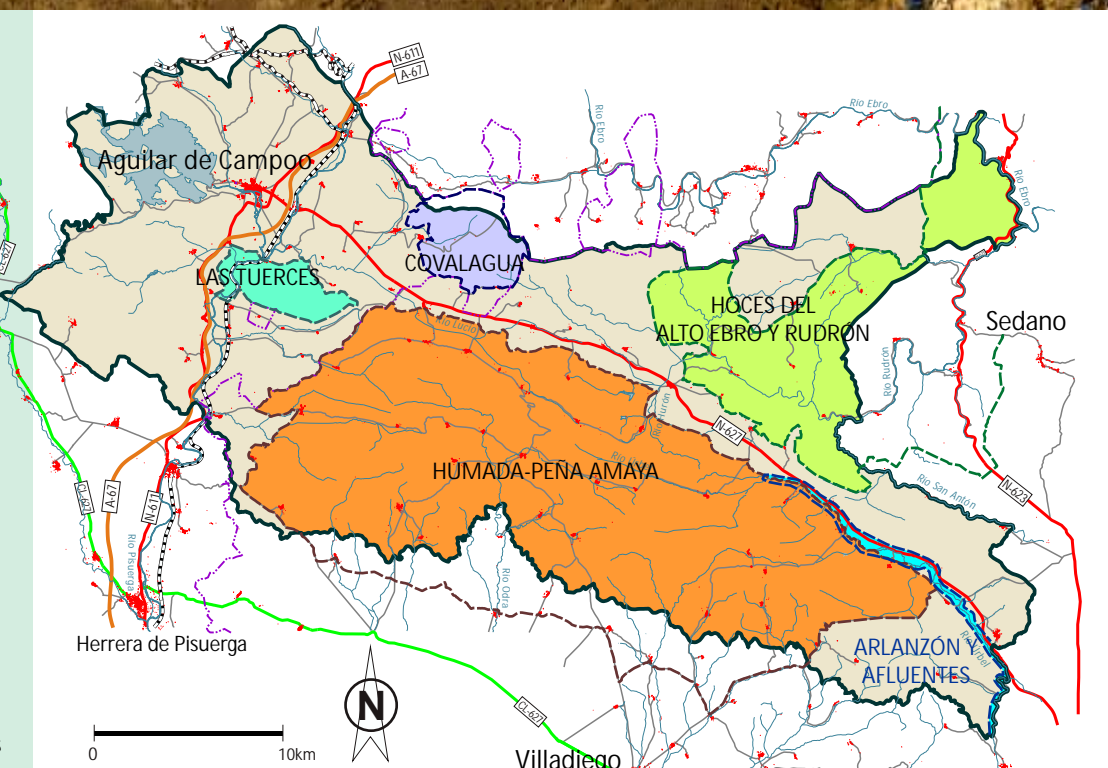 N-611
A-67
Río Ebro
Río Ebro
Aguilar de Campoo
Río Ebro
CL-627
LAS TUERCES
COVALAGUA
HOCES DEL
ALTO EBRO Y RUDRÓN
Sedano
Río Lucio
Río Rudrón
Río Hurón
N-627
HUMADA-PEÑA AMAYA
Río San Antón
N-623
CL-627
A-67
N-611
Río Pisuerga
Río Odra
Herrera de Pisuerga
ARLANZÓN Y
AFLUENTES
N
0
10km
CL-627
Villadiego